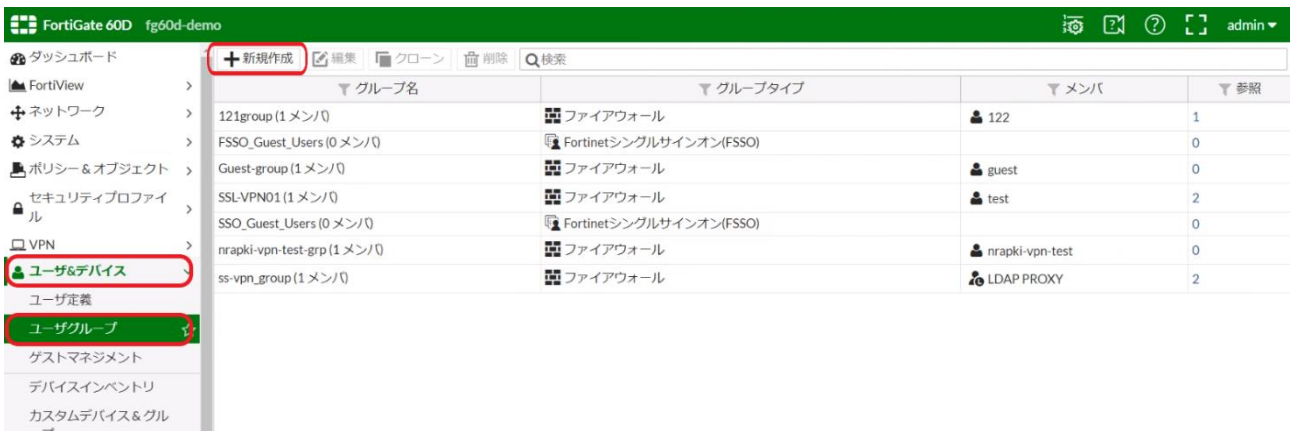 FortiGate 60D fg60d-demo admin
ダッシュボード
新規作成 編集 クローン 削除 検索
FortiView
グループ名 グループタイプ メンバ 参照
ネットワーク
121group (1 メンバ) ファイアウォール 122 1
システム
FSSO_Guest_Users (0 メンバ) Fortinetシングルサインオン(FSSO) 0
ポリシー & オブジェクト
Guest-group (1 メンバ) ファイアウォール guest 0
セキュリティプロファイ
ル
SSL-VPN01 (1 メンバ) ファイアウォール test 2
SSO_Guest_Users (0 メンバ) Fortinetシングルサインオン(FSSO) 0
VPN
nrapki-vpn-test-grp (1 メンバ) ファイアウォール nrapki-vpn-test 0
ユーザ&デバイス
ss-vpn_group (1 メンバ) ファイアウォール LDAP PROXY 2
ユーザ定義
ユーザグループ
ゲストマネジメント
デバイスインベントリ
カスタムデバイス & グル